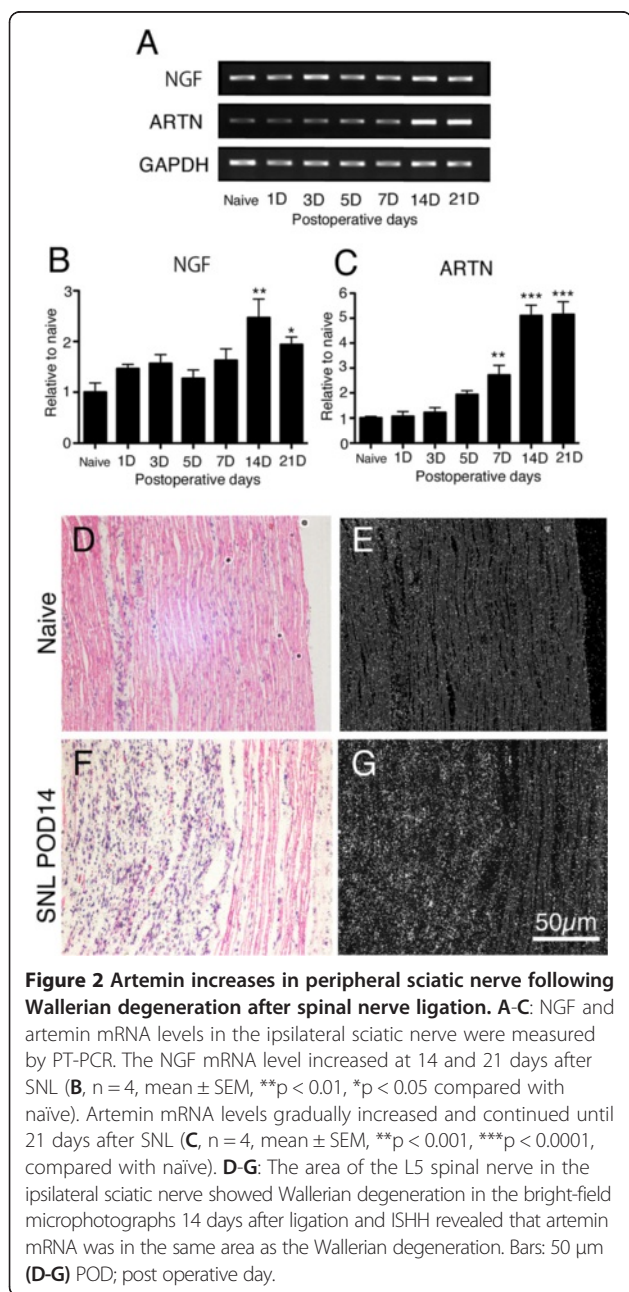 A
NGF
ARTN
GAPDH
Naive 1D 3D 5D 7D 14D 21D
Postoperative days
B
NGF
Relative to naive
3
2
1
0
**
*
Naive 1D 3D 5D 7D 14D 21D
Postoperative days
C
ARTN
Relative to naive
6
5
4
3
2
1
0
**
***
***
Naive 1D 3D 5D 7D 14D 21D
Postoperative days
Naive
D
E
SNL POD14
F
G
50µm
Figure 2 Artemin increases in peripheral sciatic nerve following
Wallerian degeneration after spinal nerve ligation. A-C: NGF and
artemin mRNA levels in the ipsilateral sciatic nerve were measured
by PT-PCR. The NGF mRNA level increased at 14 and 21 days after
SNL (B, n = 4, mean ± SEM, **p < 0.01, *p < 0.05 compared with
naïve). Artemin mRNA levels gradually increased and continued until
21 days after SNL (C, n = 4, mean ± SEM, **p < 0.001, ***p < 0.0001,
compared with naïve). D-G: The area of the L5 spinal nerve in the
ipsilateral sciatic nerve showed Wallerian degeneration in the bright-field
microphotographs 14 days after ligation and ISHH revealed that artemin
mRNA was in the same area as the Wallerian degeneration. Bars: 50 µm
(D-G) POD; post operative day.